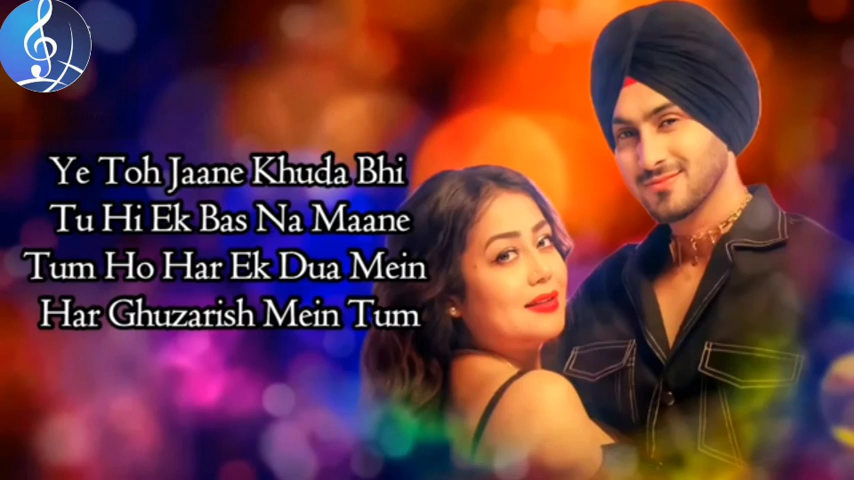 Ye Toh Jaane Khuda Bhi
Tu Hi Ek Bas Na Maane
Tum Ho Har Ek Dua Mein
Har Ghuzarish Mein Tum